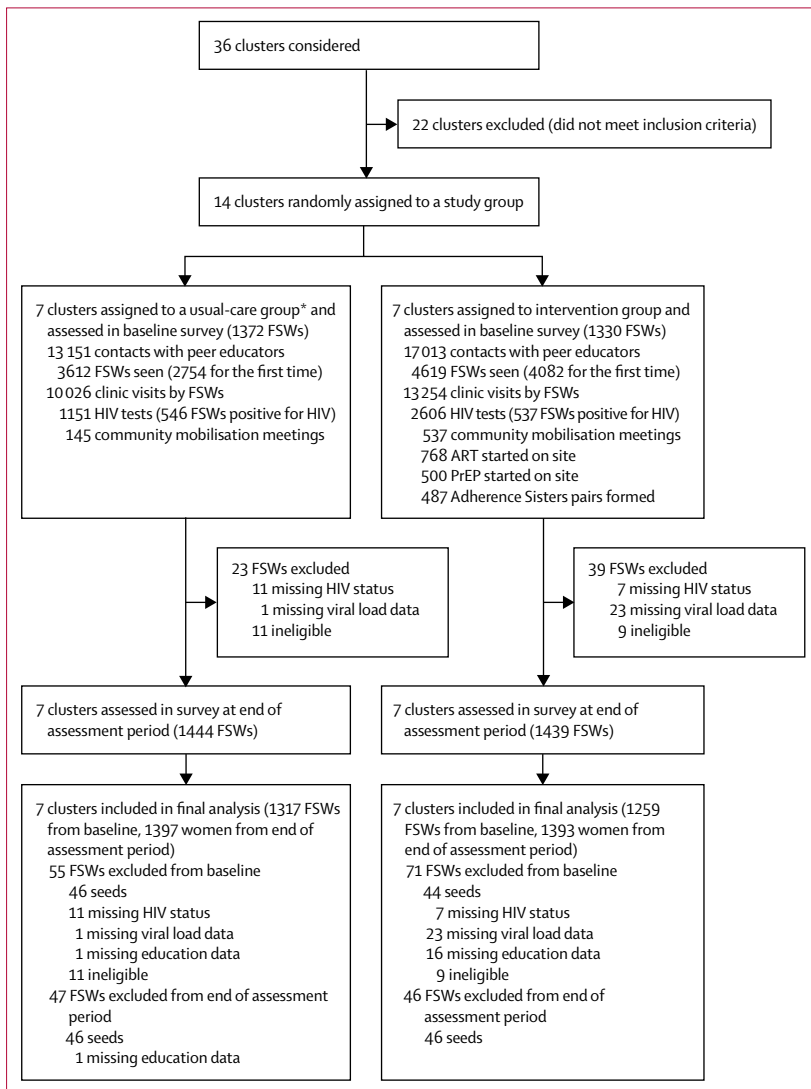 36 clusters considered
22 clusters excluded (did not meet inclusion criteria)
14 clusters randomly assigned to a study group
7 clusters assigned to a usual-care group* and
assessed in baseline survey (1372 FSWs)
13 151 contacts with peer educators
3612 FSWs seen (2754 for the first time)
10 026 clinic visits by FSWs
1151 HIV tests (546 FSWs positive for HIV)
145 community mobilisation meetings
7 clusters assigned to intervention group and
assessed in baseline survey (1330 FSWs)
17 013 contacts with peer educators
4619 FSWs seen (4082 for the first time)
13 254 clinic visits by FSWs
2606 HIV tests (537 FSWs positive for HIV)
537 community mobilisation meetings
768 ART started on site
500 PrEP started on site
487 Adherence Sisters pairs formed
23 FSWs excluded
11 missing HIV status
1 missing viral load data
11 ineligible
39 FSWs excluded
7 missing HIV status
23 missing viral load data
9 ineligible
7 clusters assessed in survey at end of
assessment period (1444 FSWs)
7 clusters assessed in survey at end of
assessment period (1439 FSWs)
7 clusters included in final analysis (1317 FSWs
from baseline, 1397 women from end of
assessment period)
55 FSWs excluded from baseline
46 seeds
11 missing HIV status
1 missing viral load data
1 missing education data
11 ineligible
47 FSWs excluded from end of assessment
period
46 seeds
1 missing education data
7 clusters included in final analysis (1259
FSWs from baseline, 1393 women from
end of assessment period)
71 FSWs excluded from baseline
44 seeds
7 missing HIV status
23 missing viral load data
16 missing education data
9 ineligible
46 FSWs excluded from end of
assessment period
46 seeds